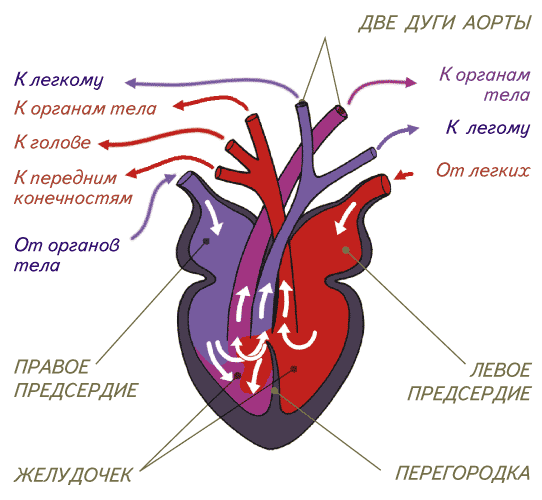 ДВЕ ДУГИ АОРТЫ
К легкому
К органам тела
К голове
К передним
конечностям
От органов
тела
К органам
тела
К легому
От легких
ПРАВОЕ
ПРЕДСЕРДИЕ
ЛЕВОЕ
ПРЕДСЕРДИЕ
ЖЕЛУДОЧЕК
ПЕРЕГОРОДКА